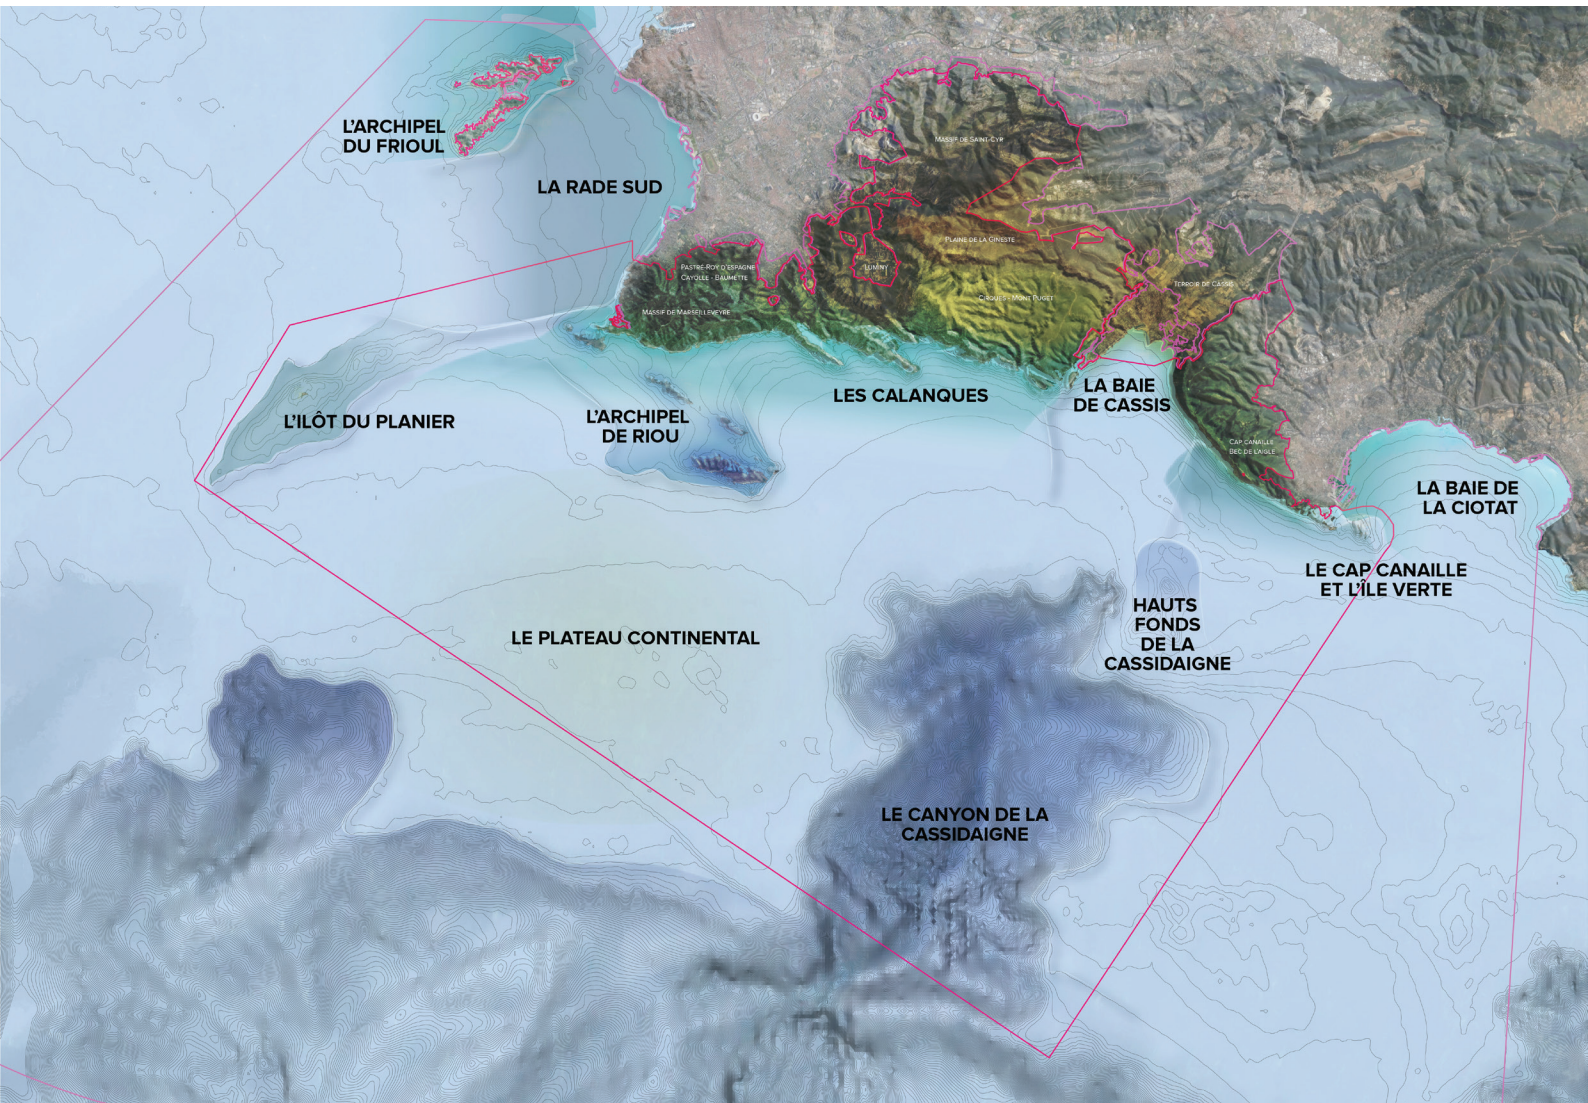 L'ARCHIPEL
DU FRIOUL
LA RADE SUD
MASSIF DE SAINT-CYR
PLAINE DE LA GINESTE
PASTRÉ-ROY D'ESPAGNE
CAYOLLE - BAUMETTE
LUMINY
TERROIR DE CASSIS
CIRQUES - MONT PUGET
MASSIF DE MARSEILLEVEYRE
L'ILÔT DU PLANIER
L'ARCHIPEL
DE RIOU
LES CALANQUES
LA BAIE
DE CASSIS
CAP CANAILLE
BEC DE L'AIGLE
LA BAIE DE
LA CIOTAT
LE CAP CANAILLE
ET L'ÎLE VERTE
HAUTS
FONDS
DE LA
CASSIDAIGNE
LE PLATEAU CONTINENTAL
LE CANYON DE LA
CASSIDAIGNE